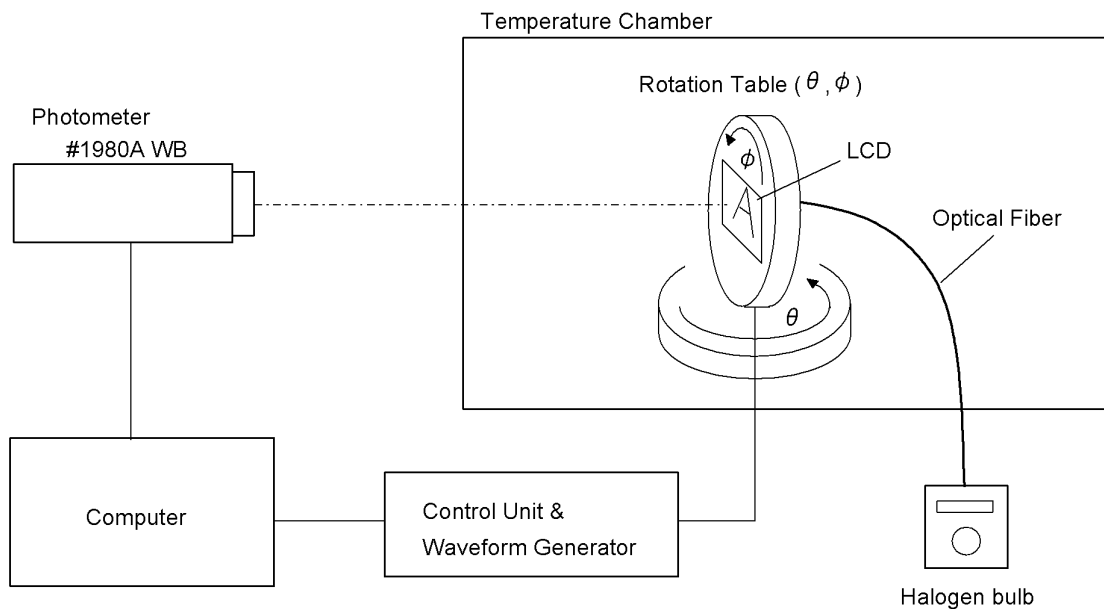 Temperature Chamber
Rotation Table ( θ , φ )
Photometer
#1980A WB
φ
LCD
A
Optical Fiber
θ
Computer
Control Unit &
Waveform Generator
Halogen bulb